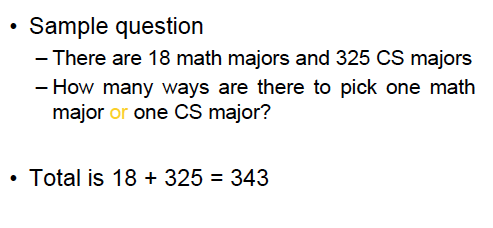 • Sample question
– There are 18 math majors and 325 CS majors
– How many ways are there to pick one math
major or one CS major?
• Total is 18 + 325 = 343